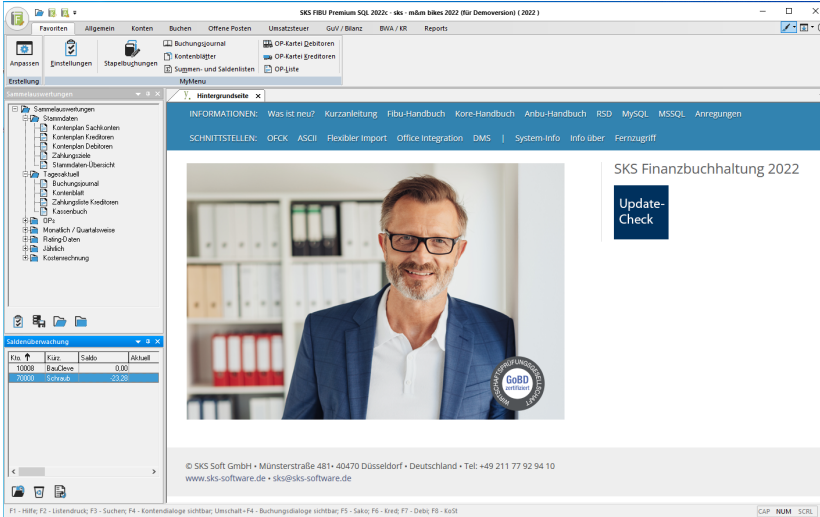 SKS FIBU Premium SQL 2022c - sks - m&m bikes 2022 (für Demoversion) ( 2022 )
Favoriten Allgemein Konten Buchen Offene Posten Umsatzsteuer GuV / Bilanz BWA / KR Reports
Anpassen Einstellungen Stapelbuchungen
Buchungsjournal OP-Kartei Debitoren
Kontenblätter OP-Kartei Kreditoren
Summen- und Saldenlisten OP-Liste
Erstellung MyMenu
Sammelauswertungen
Hintergrundseite x
Sammelauswertungen
Stammdaten
Kontenplan Sachkonten
Kontenplan Kreditoren
Kontenplan Debitoren
Zahlungsziele
Stammdaten-Übersicht
Tagesaktuell
Buchungsjournal
Kontenblatt
Zahlungsliste Kreditoren
Kassenbuch
OPs
Monatlich / Quartalsweise
Rating-Daten
Jährlich
Kostenrechnung
INFORMATIONEN: Was ist neu? Kurzanleitung Fibu-Handbuch Kore-Handbuch Anbu-Handbuch RSD MySQL MSSQL Anregungen
SCHNITTSTELLEN: OFCK ASCII Flexibler Import Office Integration DMS | System-Info Info über Fernzugriff
SKS Finanzbuchhaltung 2022
Update-
Check
WIRTSCHAFTSPRÜFUNGSGESELLSCHAFT
GoBD
zertifiziert
Saldenüberwachung
Kto. Kürz. Saldo Aktuell
10008 BauCleve 0,00
70000 Schraub -23,28
© SKS Soft GmbH • Münsterstraße 481 • 40470 Düsseldorf • Deutschland • Tel: +49 211 77 92 94 10
www.sks-software.de • sks@sks-software.de
F1 - Hilfe; F2 - Listendruck; F3 - Suchen; F4 - Kontendialoge sichtbar; Umschalt+F4 - Buchungsdialoge sichtbar; F5 - Sako; F6 - Kred; F7 - Debi; F8 - KoSt
CAP NUM SCRL